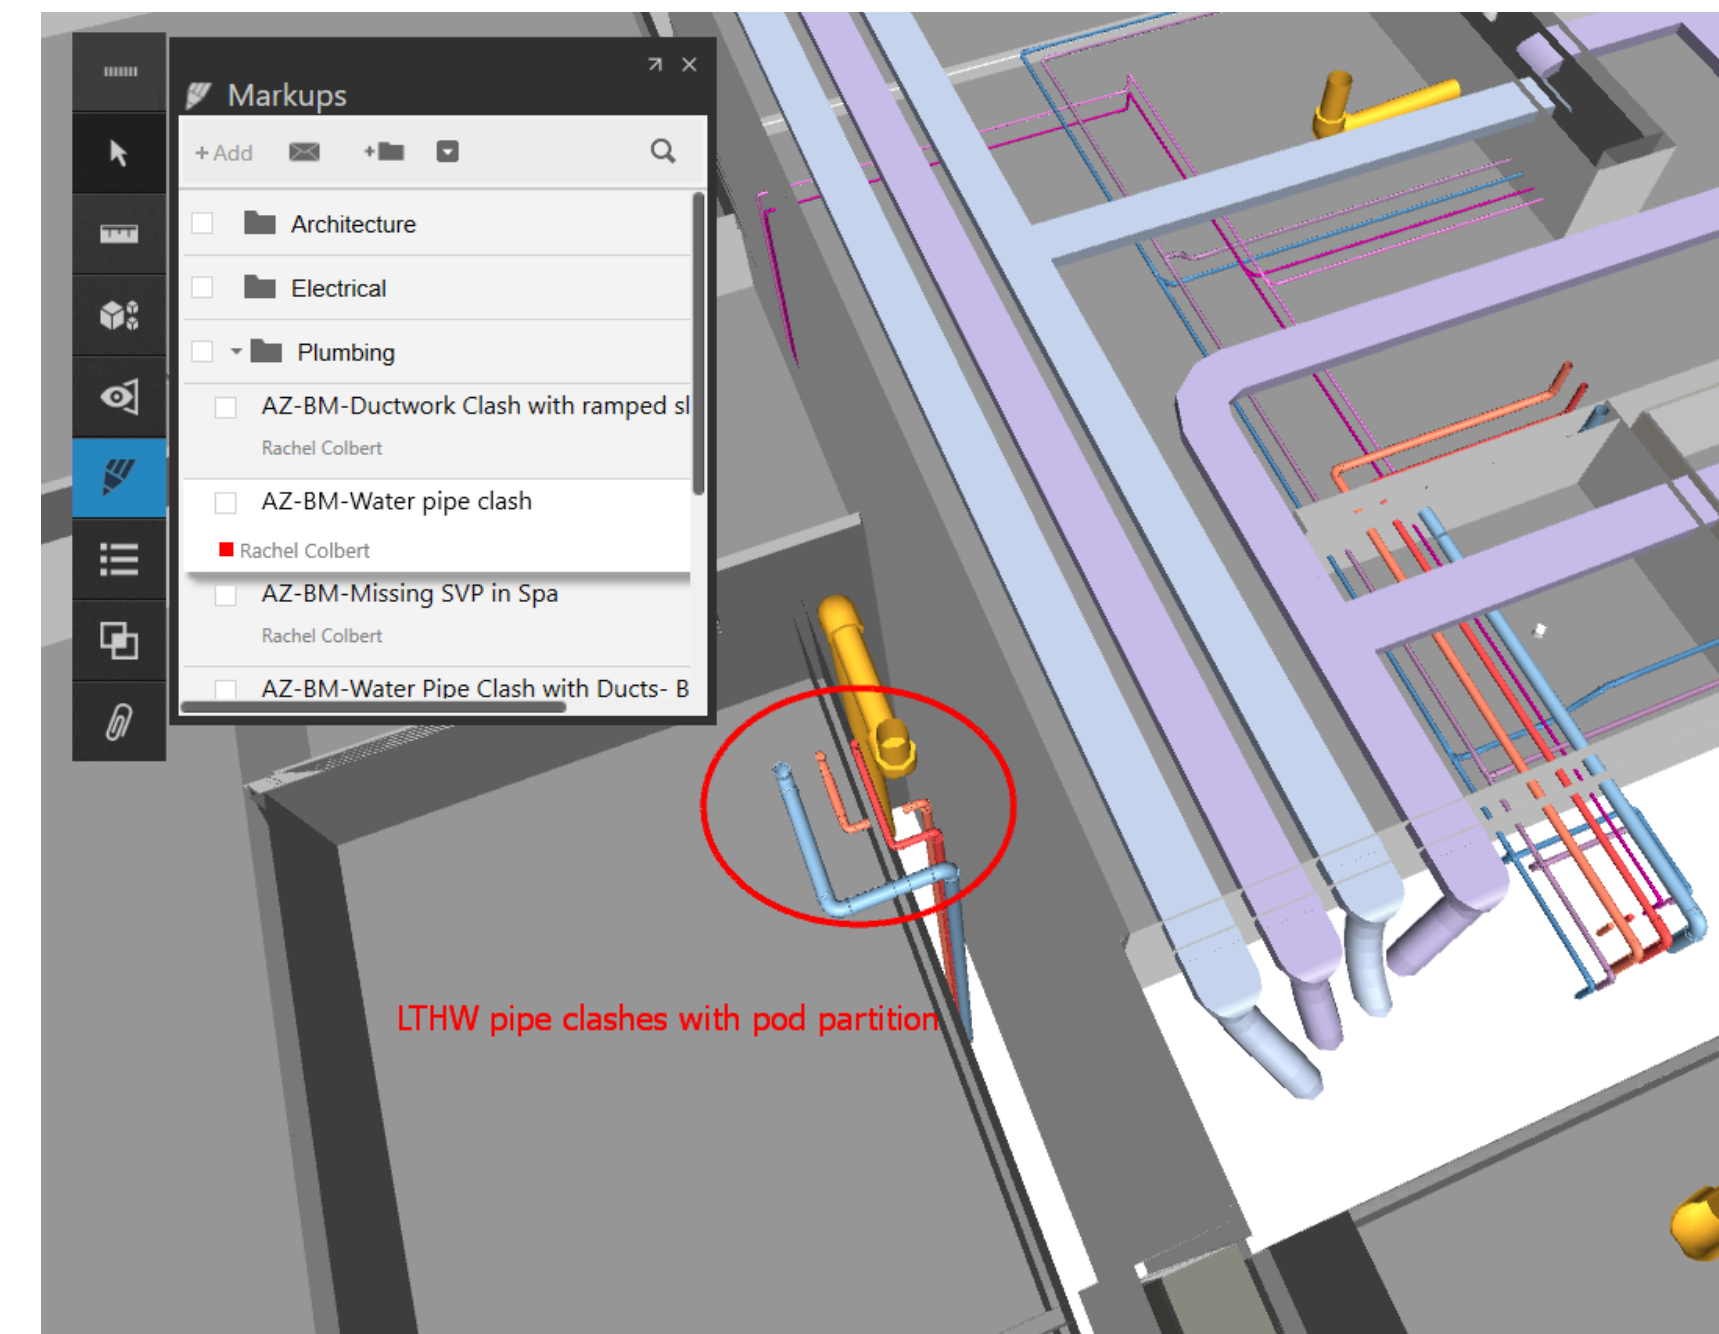 Markups
+ Add
Architecture
Electrical
Plumbing
AZ-BM-Ductwork Clash with ramped sl
Rachel Colbert
AZ-BM-Water pipe clash
Rachel Colbert
AZ-BM-Missing SVP in Spa
Rachel Colbert
AZ-BM-Water Pipe Clash with Ducts- B
LTHW pipe clashes with pod partition